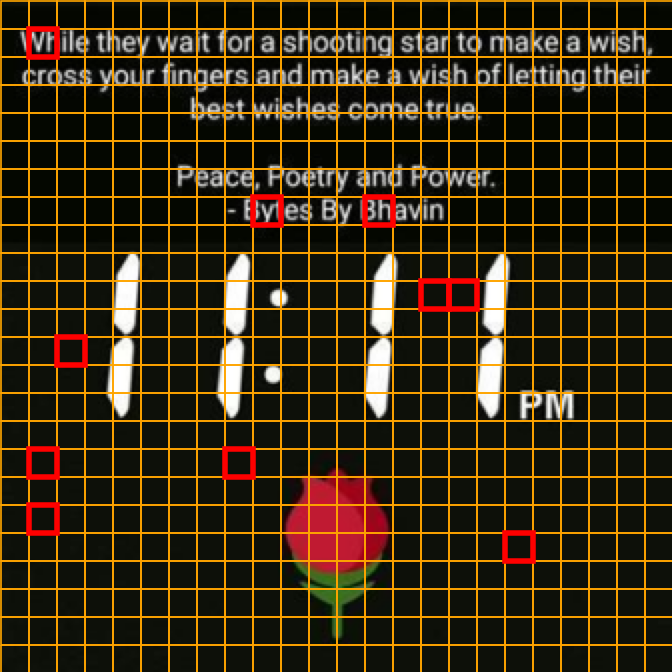 While they wait for a shooting star to make a wish,
cross your fingers and make a wish of letting their
best wishes come true.
Peace, Poetry and Power.
- Bytes By Bhavin
11:11 PM